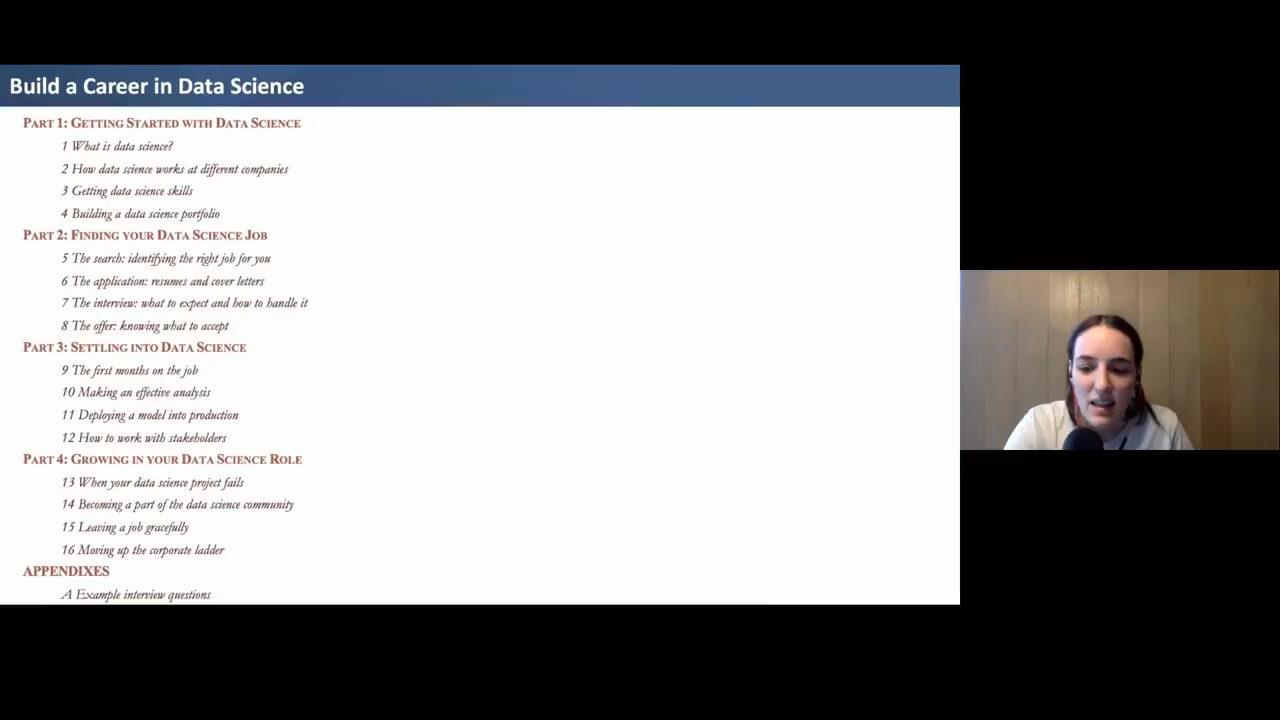 Build a Career in Data Science
PART 1: GETTING STARTED WITH DATA SCIENCE
1 What is data science?
2 How data science works at different companies
3 Getting data science skills
4 Building a data science portfolio
PART 2: FINDING YOUR DATA SCIENCE JOB
5 The search: identifying the right job for you
6 The application: resumes and cover letters
7 The interview: what to expect and how to handle it
8 The offer: knowing what to accept
PART 3: SETTLING INTO DATA SCIENCE
9 The first months on the job
10 Making an effective analysis
11 Deploying a model into production
12 How to work with stakeholders
PART 4: GROWING IN YOUR DATA SCIENCE ROLE
13 When your data science project fails
14 Becoming a part of the data science community
15 Leaving a job gracefully
16 Moving up the corporate ladder
APPENDIXES
A Example interview questions